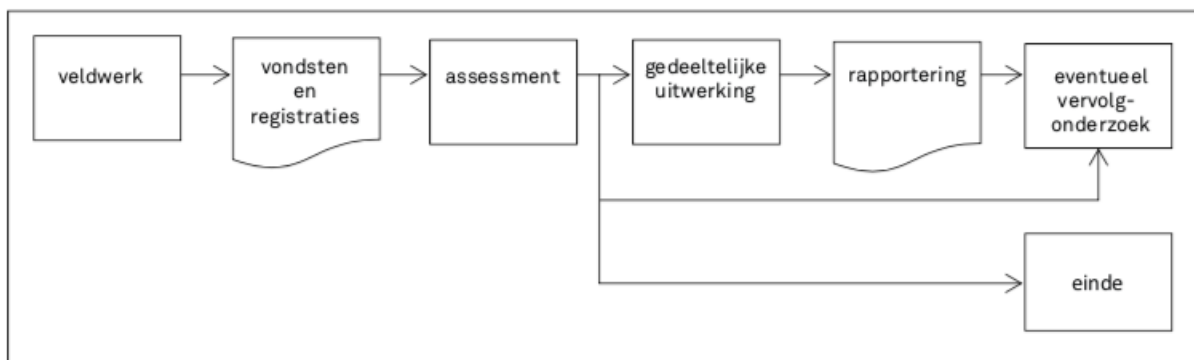 veldwerk
vondsten
en
registraties
assessment
gedeeltelijke
uitwerking
rapportering
eventueel
vervolg-
onderzoek
einde